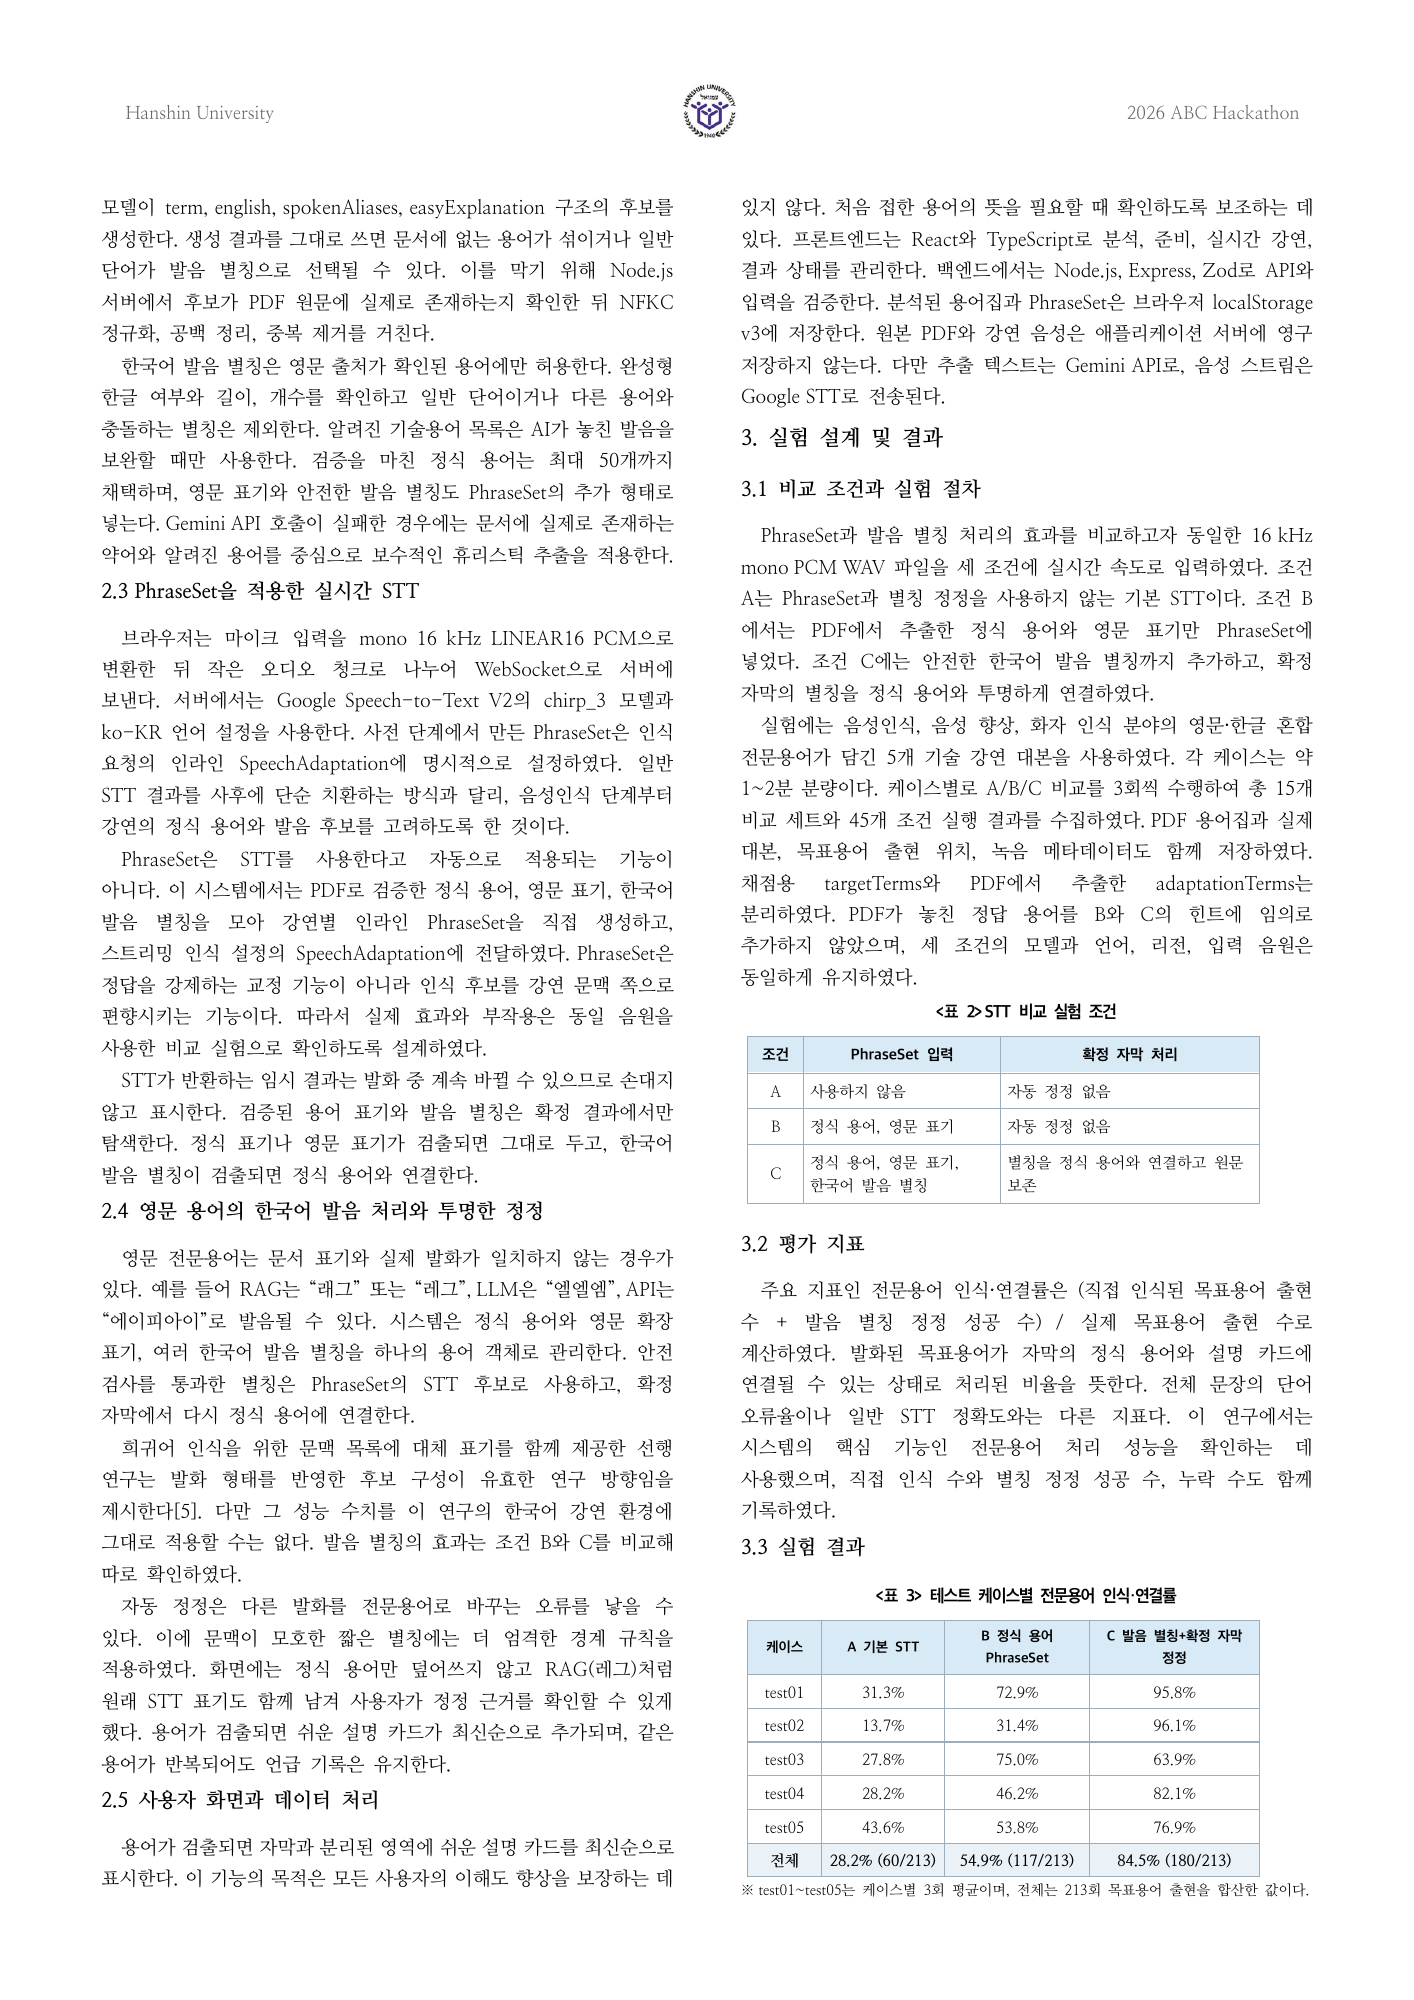 Hanshin University
HANSHIN UNIVERSITY
1940
2026 ABC Hackathon
모델이 term, english, spokenAliases, easyExplanation 구조의 후보를
생성한다. 생성 결과를 그대로 쓰면 문서에 없는 용어가 섞이거나 일반
단어가 발음 별칭으로 선택될 수 있다. 이를 막기 위해 Node.js
서버에서 후보가 PDF 원문에 실제로 존재하는지 확인한 뒤 NFKC
정규화, 공백 정리, 중복 제거를 거친다.
한국어 발음 별칭은 영문 출처가 확인된 용어에만 허용한다. 완성형
한글 여부와 길이, 개수를 확인하고 일반 단어이거나 다른 용어와
충돌하는 별칭은 제외한다. 알려진 기술용어 목록은 AI가 놓친 발음을
보완할 때만 사용한다. 검증을 마친 정식 용어는 최대 50개까지
채택하며, 영문 표기와 안전한 발음 별칭도 PhraseSet의 추가 형태로
넣는다. Gemini API 호출이 실패한 경우에는 문서에 실제로 존재하는
약어와 알려진 용어를 중심으로 보수적인 휴리스틱 추출을 적용한다.
2.3 PhraseSet을 적용한 실시간 STT
브라우저는 마이크 입력을 mono 16 kHz LINEAR16 PCM으로
변환한 뒤 작은 오디오 청크로 나누어 WebSocket으로 서버에
보낸다. 서버에서는 Google Speech-to-Text V2의 chirp_3 모델과
ko-KR 언어 설정을 사용한다. 사전 단계에서 만든 PhraseSet은 인식
요청의 인라인 SpeechAdaptation에 명시적으로 설정하였다. 일반
STT 결과를 사후에 단순 치환하는 방식과 달리, 음성인식 단계부터
강연의 정식 용어와 발음 후보를 고려하도록 한 것이다.
PhraseSet은 STT를 사용한다고 자동으로 적용되는 기능이
아니다. 이 시스템에서는 PDF로 검증한 정식 용어, 영문 표기, 한국어
발음 별칭을 모아 강연별 인라인 PhraseSet을 직접 생성하고,
스트리밍 인식 설정의 SpeechAdaptation에 전달하였다. PhraseSet은
정답을 강제하는 교정 기능이 아니라 인식 후보를 강연 문맥 쪽으로
편향시키는 기능이다. 따라서 실제 효과와 부작용은 동일 음원을
사용한 비교 실험으로 확인하도록 설계하였다.
STT가 반환하는 임시 결과는 발화 중 계속 바뀔 수 있으므로 손대지
않고 표시한다. 검증된 용어 표기와 발음 별칭은 확정 결과에서만
탐색한다. 정식 표기나 영문 표기가 검출되면 그대로 두고, 한국어
발음 별칭이 검출되면 정식 용어와 연결한다.
2.4 영문 용어의 한국어 발음 처리와 투명한 정정
영문 전문용어는 문서 표기와 실제 발화가 일치하지 않는 경우가
있다. 예를 들어 RAG는 “래그” 또는 “레그”, LLM은 “엘엘엠”, API는
“에이피아이”로 발음될 수 있다. 시스템은 정식 용어와 영문 확장
표기, 여러 한국어 발음 별칭을 하나의 용어 객체로 관리한다. 안전
검사를 통과한 별칭은 PhraseSet의 STT 후보로 사용하고, 확정
자막에서 다시 정식 용어에 연결한다.
희귀어 인식을 위한 문맥 목록에 대체 표기를 함께 제공한 선행
연구는 발화 형태를 반영한 후보 구성이 유효한 연구 방향임을
제시한다[5]. 다만 그 성능 수치를 이 연구의 한국어 강연 환경에
그대로 적용할 수는 없다. 발음 별칭의 효과는 조건 B와 C를 비교해
따로 확인하였다.
자동 정정은 다른 발화를 전문용어로 바꾸는 오류를 낳을 수
있다. 이에 문맥이 모호한 짧은 별칭에는 더 엄격한 경계 규칙을
적용하였다. 화면에는 정식 용어만 덮어쓰지 않고 RAG(레그)처럼
원래 STT 표기도 함께 남겨 사용자가 정정 근거를 확인할 수 있게
했다. 용어가 검출되면 쉬운 설명 카드가 최신순으로 추가되며, 같은
용어가 반복되어도 언급 기록은 유지한다.
2.5 사용자 화면과 데이터 처리
용어가 검출되면 자막과 분리된 영역에 쉬운 설명 카드를 최신순으로
표시한다. 이 기능의 목적은 모든 사용자의 이해도 향상을 보장하는 데
있지 않다. 처음 접한 용어의 뜻을 필요할 때 확인하도록 보조하는 데
있다. 프론트엔드는 React와 TypeScript로 분석, 준비, 실시간 강연,
결과 상태를 관리한다. 백엔드에서는 Node.js, Express, Zod로 API와
입력을 검증한다. 분석된 용어집과 PhraseSet은 브라우저 localStorage
v3에 저장한다. 원본 PDF와 강연 음성은 애플리케이션 서버에 영구
저장하지 않는다. 다만 추출 텍스트는 Gemini API로, 음성 스트림은
Google STT로 전송된다.
3. 실험 설계 및 결과
3.1 비교 조건과 실험 절차
PhraseSet과 발음 별칭 처리의 효과를 비교하고자 동일한 16 kHz
mono PCM WAV 파일을 세 조건에 실시간 속도로 입력하였다. 조건
A는 PhraseSet과 별칭 정정을 사용하지 않는 기본 STT이다. 조건 B
에서는 PDF에서 추출한 정식 용어와 영문 표기만 PhraseSet에
넣었다. 조건 C에는 안전한 한국어 발음 별칭까지 추가하고, 확정
자막의 별칭을 정식 용어와 투명하게 연결하였다.
실험에는 음성인식, 음성 향상, 화자 인식 분야의 영문·한글 혼합
전문용어가 담긴 5개 기술 강연 대본을 사용하였다. 각 케이스는 약
1~2분 분량이다. 케이스별로 A/B/C 비교를 3회씩 수행하여 총 15개
비교 세트와 45개 조건 실행 결과를 수집하였다. PDF 용어집과 실제
대본, 목표용어 출현 위치, 녹음 메타데이터도 함께 저장하였다.
채점용 targetTerms와 PDF에서 추출한 adaptationTerms는
분리하였다. PDF가 놓친 정답 용어를 B와 C의 힌트에 임의로
추가하지 않았으며, 세 조건의 모델과 언어, 리전, 입력 음원은
동일하게 유지하였다.
<표 2>STT 비교 실험 조건
조건 PhraseSet 입력 확정 자막 처리
A 사용하지 않음 자동 정정 없음
B 정식 용어, 영문 표기 자동 정정 없음
C 정식 용어, 영문 표기, 한국어 발음 별칭 별칭을 정식 용어와 연결하고 원문 보존
3.2 평가 지표
주요 지표인 전문용어 인식·연결률은 (직접 인식된 목표용어 출현
수 + 발음 별칭 정정 성공 수) / 실제 목표용어 출현 수로
계산하였다. 발화된 목표용어가 자막의 정식 용어와 설명 카드에
연결될 수 있는 상태로 처리된 비율을 뜻한다. 전체 문장의 단어
오류율이나 일반 STT 정확도와는 다른 지표다. 이 연구에서는
시스템의 핵심 기능인 전문용어 처리 성능을 확인하는 데
사용했으며, 직접 인식 수와 별칭 정정 성공 수, 누락 수도 함께
기록하였다.
3.3 실험 결과
<표 3> 테스트 케이스별 전문용어 인식·연결률
케이스 A 기본 STT B 정식 용어 PhraseSet C 발음 별칭+확정 자막 정정
test01 31.3% 72.9% 95.8%
test02 13.7% 31.4% 96.1%
test03 27.8% 75.0% 63.9%
test04 28.2% 46.2% 82.1%
test05 43.6% 53.8% 76.9%
전체 28.2% (60/213) 54.9% (117/213) 84.5% (180/213)
※ test01~test05는 케이스별 3회 평균이며, 전체는 213회 목표용어 출현을 합산한 값이다.